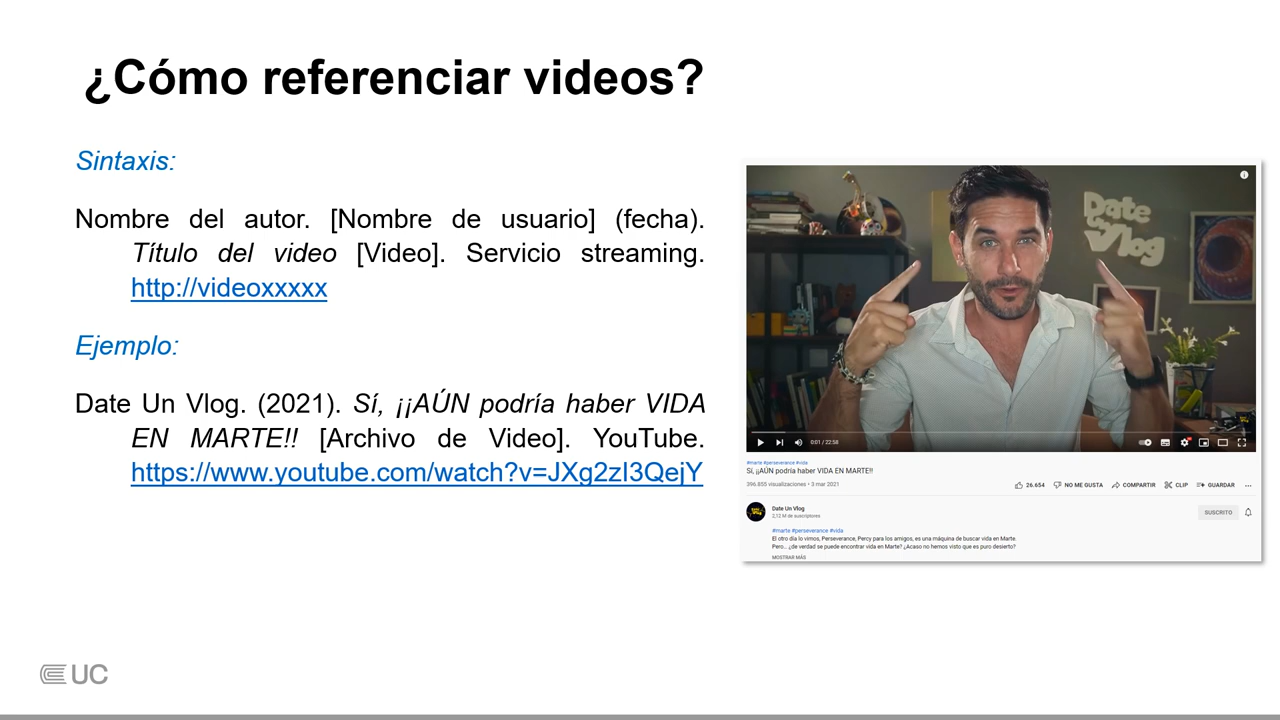 ¿Cómo referenciar videos?
Sintaxis:
Nombre del autor. [Nombre de usuario] (fecha).
Título del video [Video]. Servicio streaming.
http://videoxxxxx
Ejemplo:
Date Un Vlog. (2021). Sí, ¡¡AÚN podría haber VIDA
EN MARTE!! [Archivo de Video]. YouTube.
https://www.youtube.com/watch?v=JXg2zI3QejY
Date
Vlog
0:01 / 22:58
#marte #perseverance #vida
Sí, ¡¡AÚN podría haber VIDA EN MARTE!!
396.855 visualizaciones • 3 mar 2021
26.654 NO ME GUSTA COMPARTIR CLIP GUARDAR ...
Date Un Vlog
2,12 M de suscriptores
SUSCRITO
#marte #perseverance #vida
El otro día lo vimos, Perseverance, Percy para los amigos, es una máquina de buscar vida en Marte
Pero... ¿de verdad se puede encontrar vida en Marte? ¿Acaso no hemos visto que es puro desierto?
MOSTRAR MÁS
UC